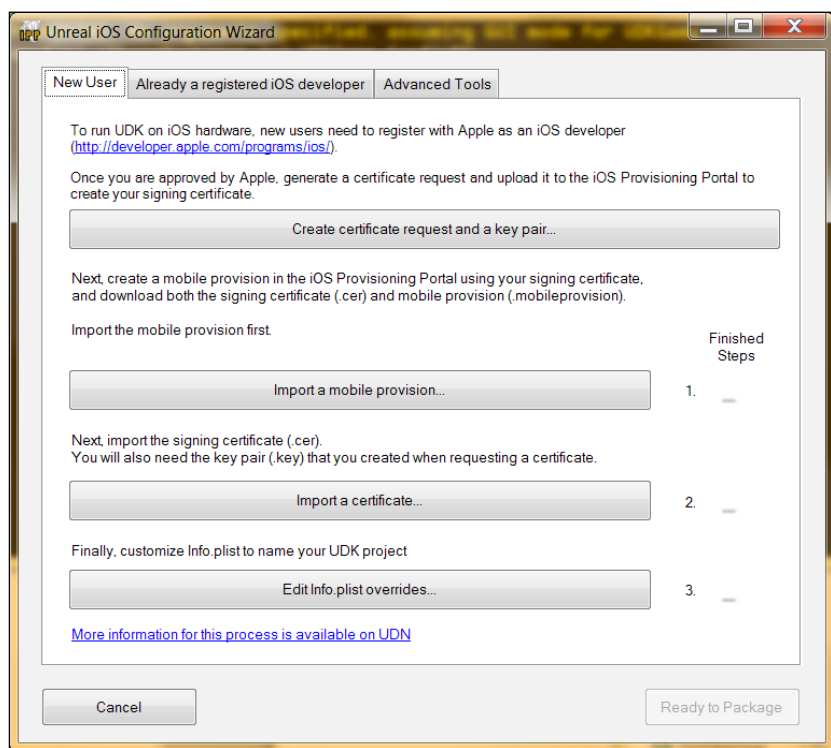 Unreal iOS Configuration Wizard
New User
Already a registered iOS developer
Advanced Tools
To run UDK on iOS hardware, new users need to register with Apple as an iOS developer
(http://developer.apple.com/programs/ios/).
Once you are approved by Apple, generate a certificate request and upload it to the iOS Provisioning Portal to
create your signing certificate.
Create certificate request and a key pair...
Next, create a mobile provision in the iOS Provisioning Portal using your signing certificate,
and download both the signing certificate (.cer) and mobile provision (.mobileprovision).
Import the mobile provision first.
Finished
Steps
Import a mobile provision...
1.
Next, import the signing certificate (.cer).
You will also need the key pair (.key) that you created when requesting a certificate.
Import a certificate...
2.
Finally, customize Info.plist to name your UDK project
Edit Info.plist overrides...
3.
More information for this process is available on UDN
Cancel
Ready to Package